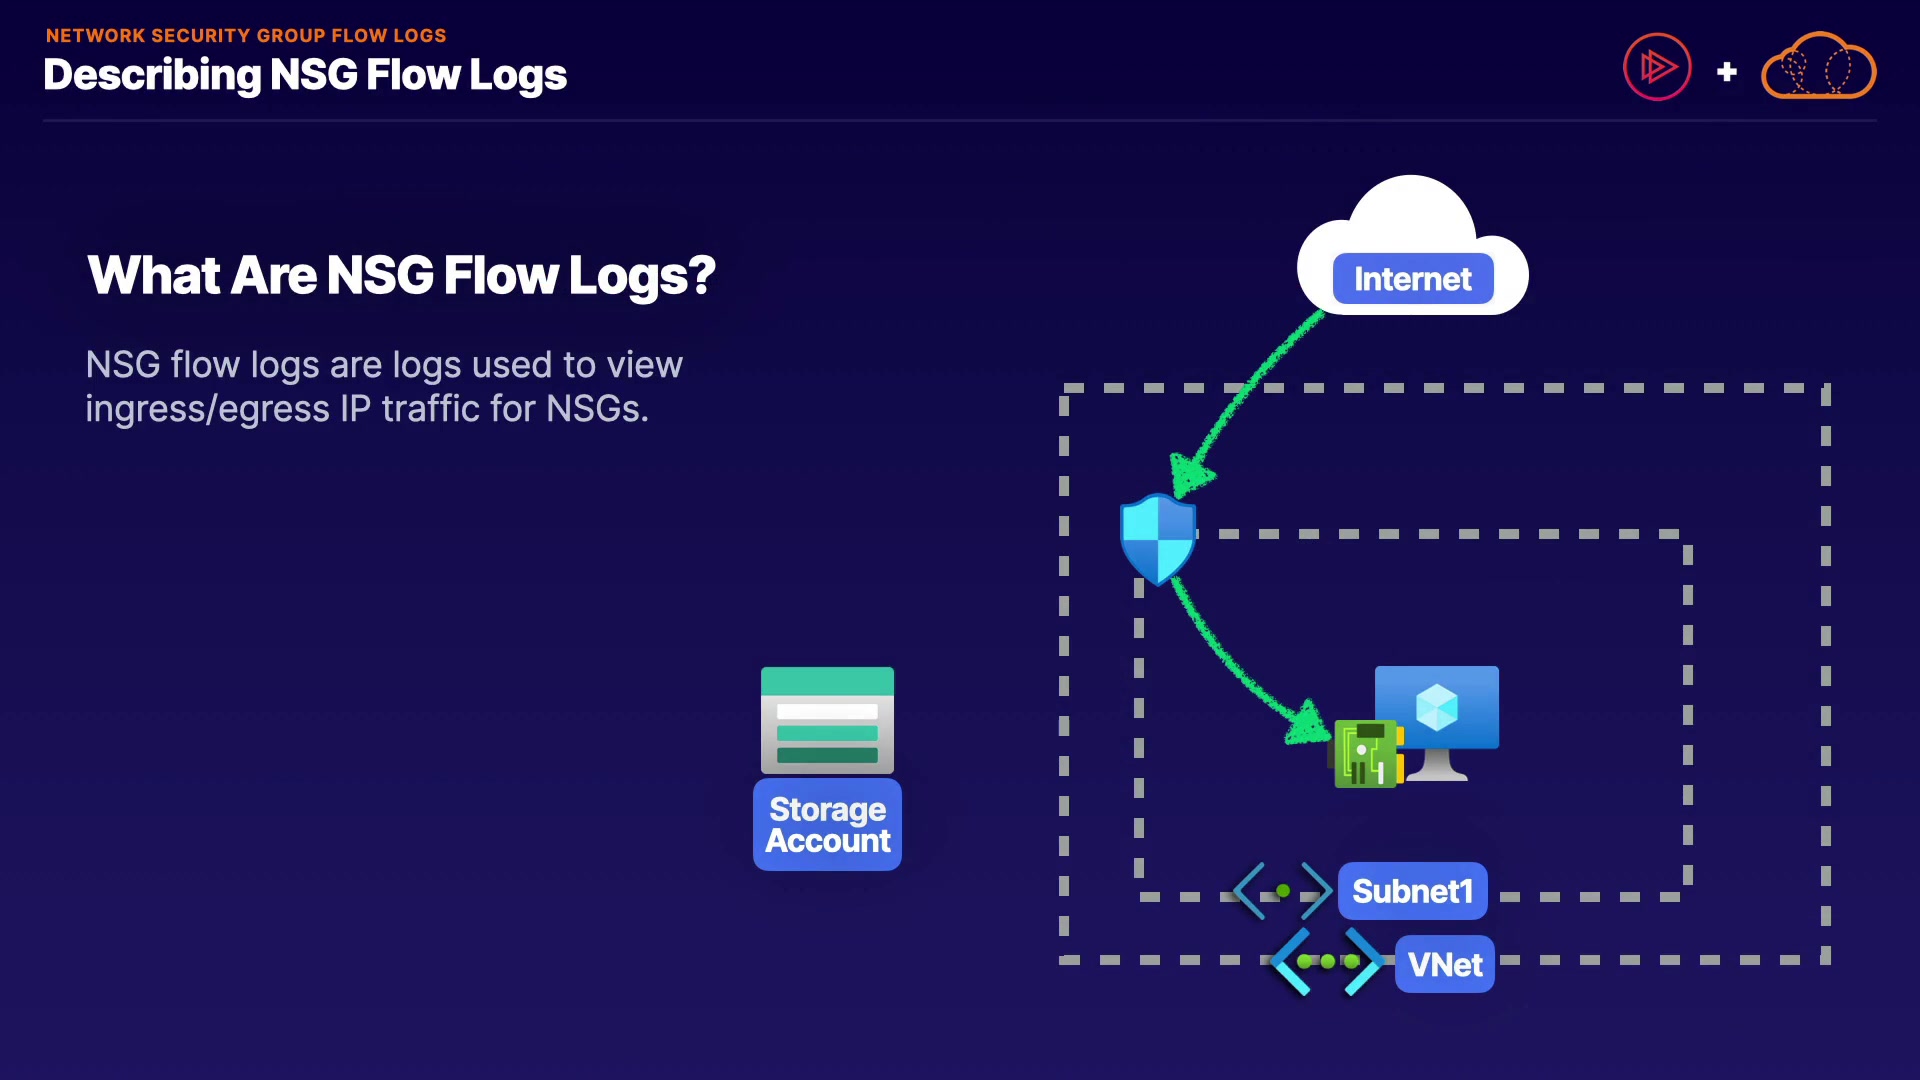 NETWORK SECURITY GROUP FLOW LOGS
Describing NSG Flow Logs
What Are NSG Flow Logs?
NSG flow logs are logs used to view
ingress/egress IP traffic for NSGs.
Internet
Storage
Account
Subnet1
VNet